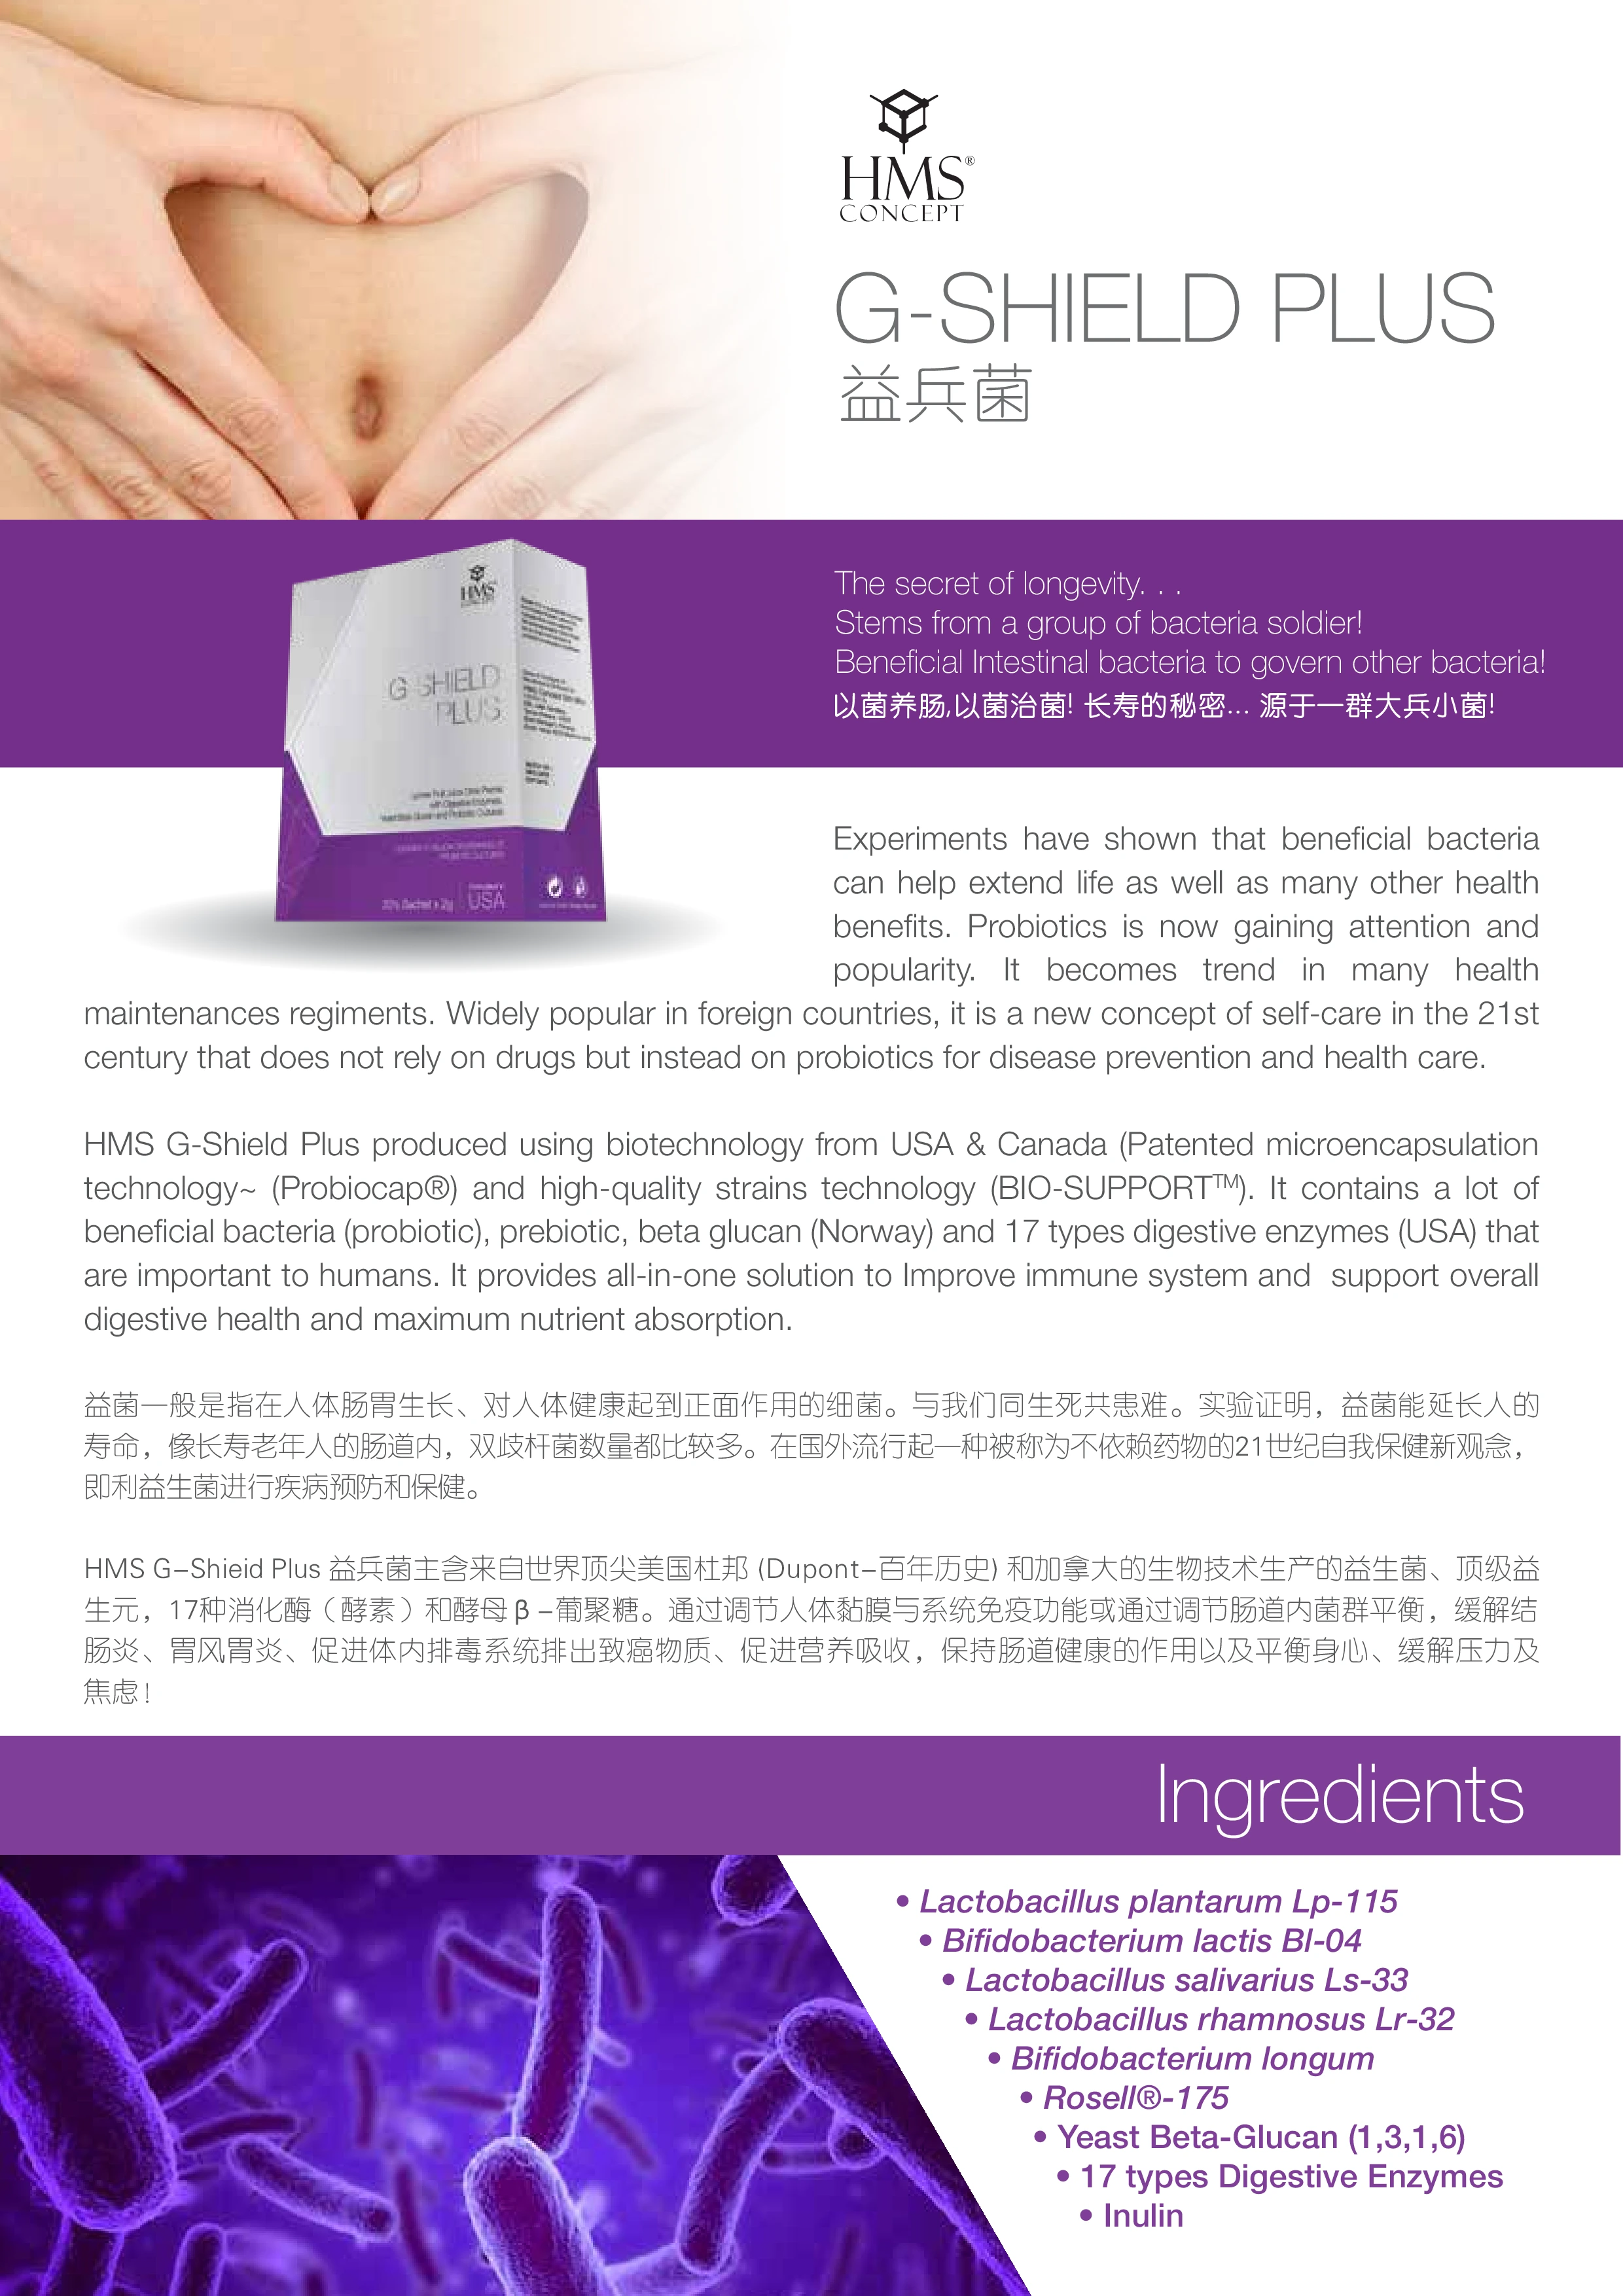 HMS®
CONCEPT
G-SHIELD PLUS
益兵菌
The secret of longevity. . .
Stems from a group of bacteria soldier!
Beneficial Intestinal bacteria to govern other bacteria!
以菌养肠,以菌治菌! 长寿的秘密... 源于一群大兵小菌!
HMS
G-SHIELD
PLUS
USA
Experiments have shown that beneficial bacteria
can help extend life as well as many other health
benefits. Probiotics is now gaining attention and
popularity. It becomes trend in many health
maintenances regiments. Widely popular in foreign countries, it is a new concept of self-care in the 21st
century that does not rely on drugs but instead on probiotics for disease prevention and health care.
HMS G-Shield Plus produced using biotechnology from USA & Canada (Patented microencapsulation
technology~ (Probiocap®) and high-quality strains technology (BIO-SUPPORT™). It contains a lot of
beneficial bacteria (probiotic), prebiotic, beta glucan (Norway) and 17 types digestive enzymes (USA) that
are important to humans. It provides all-in-one solution to Improve immune system and support overall
digestive health and maximum nutrient absorption.
益菌一般是指在人体肠胃生长、对人体健康起到正面作用的细菌。与我们同生死共患难。实验证明，益菌能延长人的
寿命，像长寿老年人的肠道内，双歧杆菌数量都比较多。在国外流行起一种被称为不依赖药物的21世纪自我保健新观念，
即利益生菌进行疾病预防和保健。
HMS G-Shieid Plus 益兵菌主含来自世界顶尖美国杜邦 (Dupont-百年历史) 和加拿大的生物技术生产的益生菌、顶级益
生元，17种消化酶（酵素）和酵母β-葡聚糖。通过调节人体黏膜与系统免疫功能或通过调节肠道内菌群平衡，缓解结
肠炎、胃风胃炎、促进体内排毒系统排出致癌物质、促进营养吸收，保持肠道健康的作用以及平衡身心、缓解压力及
焦虑!
Ingredients
• Lactobacillus plantarum Lp-115
• Bifidobacterium lactis Bl-04
• Lactobacillus salivarius Ls-33
• Lactobacillus rhamnosus Lr-32
• Bifidobacterium longum
• Rosell®-175
• Yeast Beta-Glucan (1,3,1,6)
• 17 types Digestive Enzymes
• Inulin